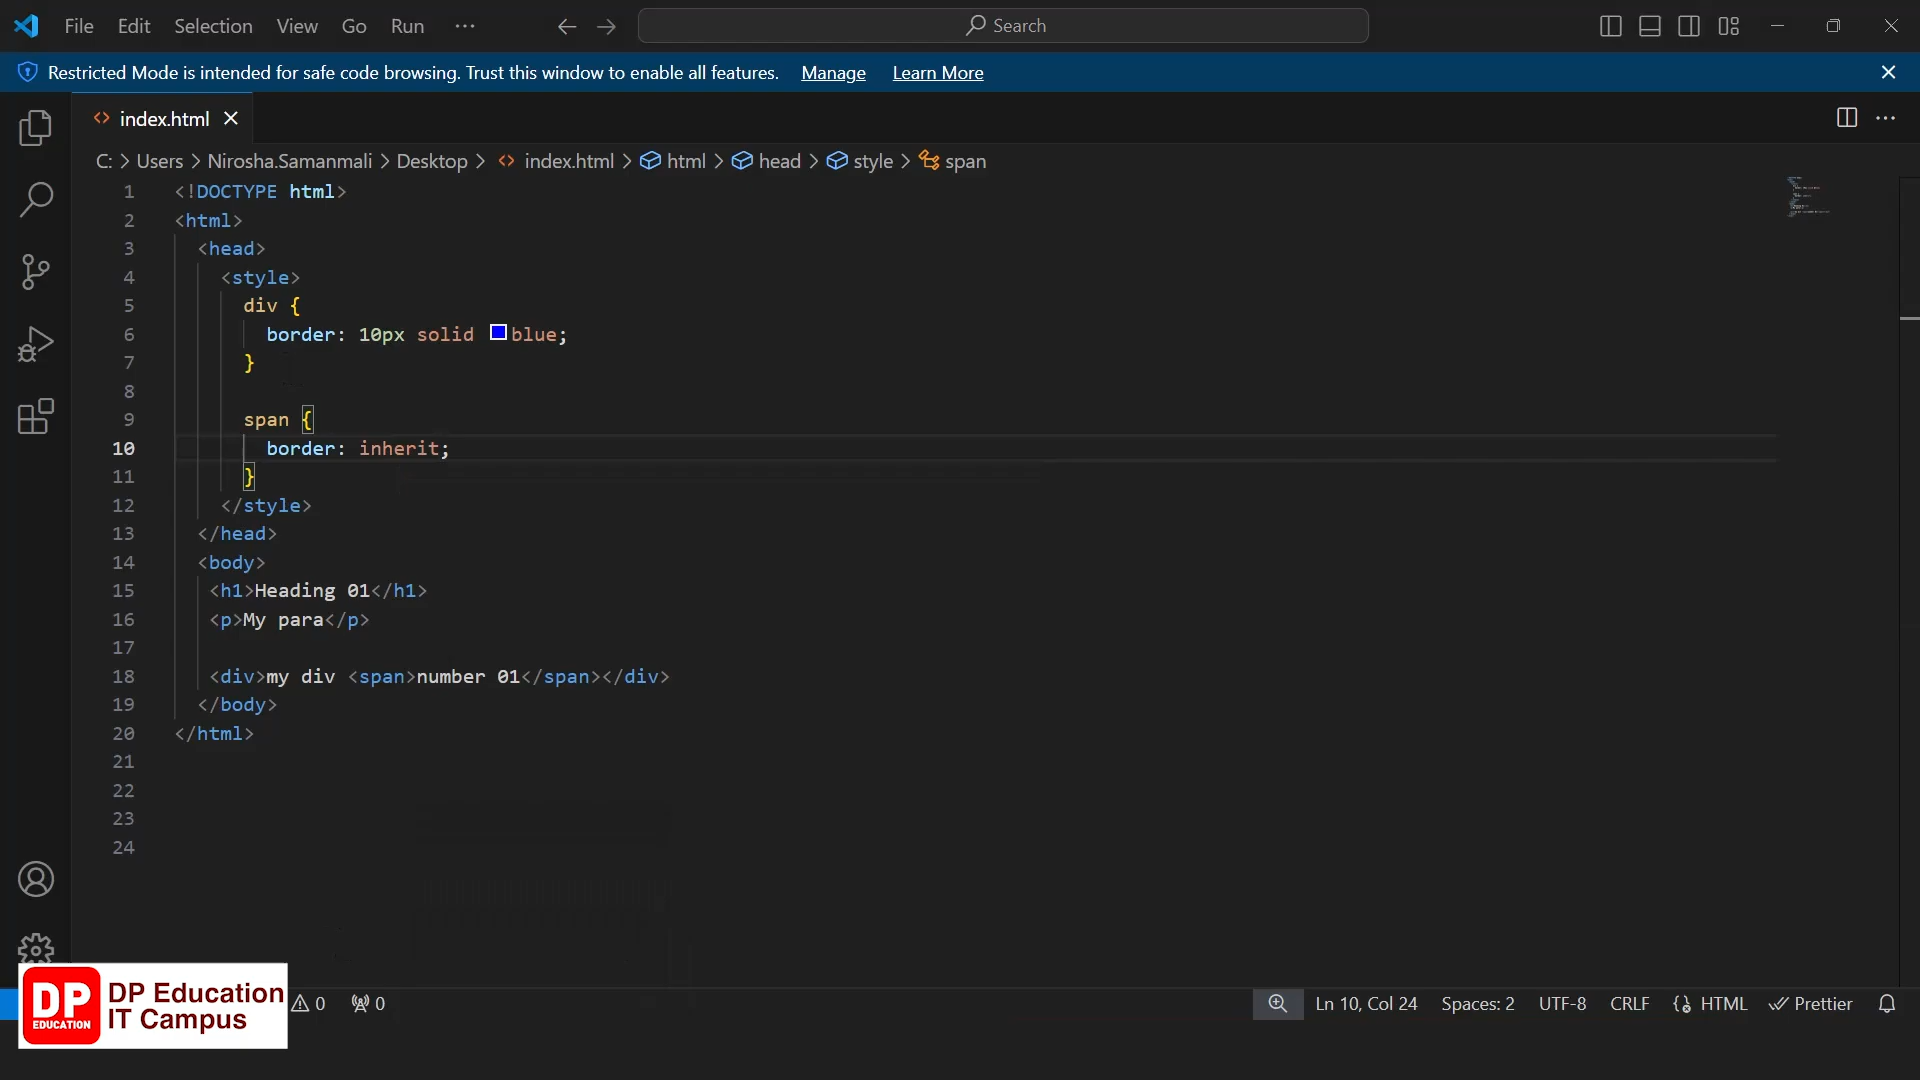 File Edit Selection View Go Run ··· Search
Restricted Mode is intended for safe code browsing. Trust this window to enable all features. Manage Learn More
index.html
C: > Users > Nirosha.Samanmali > Desktop > index.html > html > head > style > span
1 <!DOCTYPE html>
2 <html>
3 <head>
4 <style>
5 div {
6 border: 10px solid blue;
7 }
8
9 span {
10 border: inherit;
11 }
12 </style>
13 </head>
14 <body>
15 <h1>Heading 01</h1>
16 <p>My para</p>
17
18 <div>my div <span>number 01</span></div>
19 </body>
20 </html>
21
22
23
24
DP EDUCATION
DP Education
IT Campus
0 0 Ln 10, Col 24 Spaces: 2 UTF-8 CRLF HTML Prettier